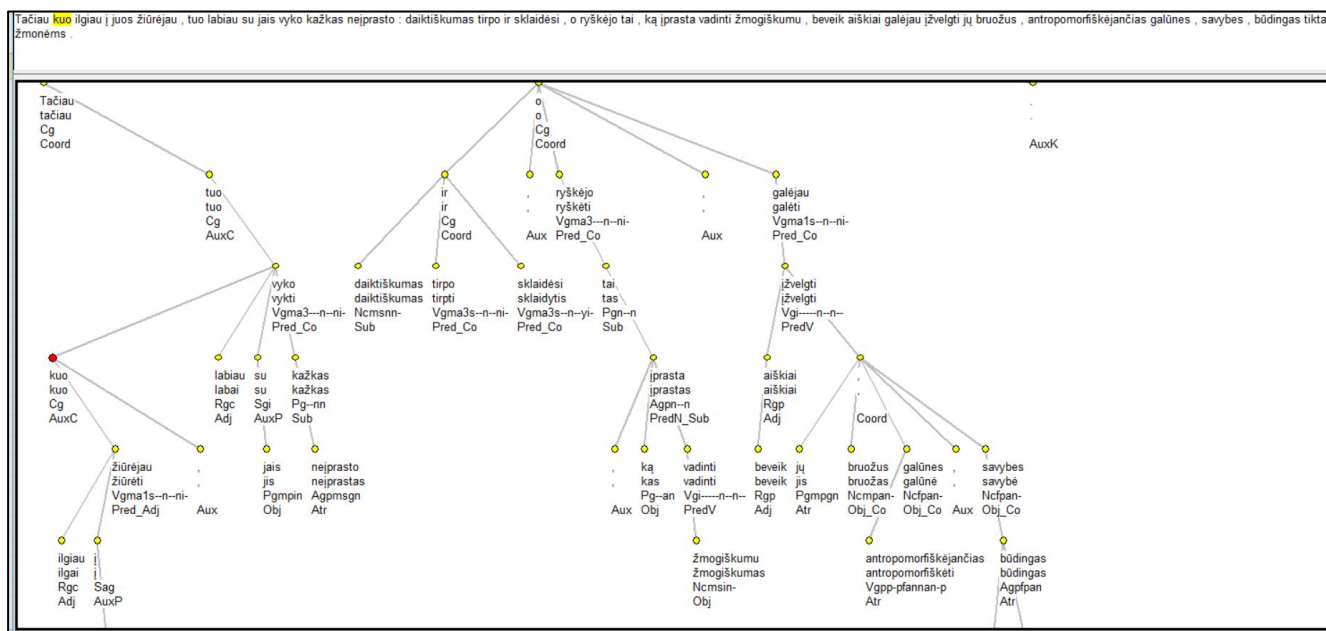 Tačiau kuo ilgiau į juos žiūrėjau , tuo labiau su jais vyko kažkas neįprasto : daiktiškumas tirpo ir sklaidėsi , o ryškėjo tai , ką įprasta vadinti žmogiškumu , beveik aiškiai galėjau įžvelgti jų bruožus , antropomorfiškėjančias galūnes , savybes , būdingas tikta
žmonėms .
Tačiau o .
tačiau o .
Cg Cg
Coord Coord AuxK
tuo ir , ryškėjo , galėjau
tuo ir , ryškėti , galėti
Cg Cg Vgma3---n--ni- Vgma1s--n--ni-
AuxC Coord Aux Pred_Co Aux Pred_Co
vyko daiktiškumas tirpo sklaidėsi tai įžvelgti
vykti daiktiškumas tirpti sklaidytis tas įžvelgti
Vgma3---n--ni- Ncmsnn- Vgma3s--n--ni- Vgma3s--n--yi- Pgn--n Vgi-----n--n--
Pred_Co Sub Pred_Co Pred_Co Sub PredV
kuo labiau su kažkas įprasta aiškiai ,
kuo labai su kažkas įprastas aiškiai ,
Cg Rgc Sgi Pg--nn Agpn--n Rgp
AuxC Adj AuxP Sub PredN_Sub Adj Coord
žiūrėjau , jais neįprasto , ką vadinti beveik jų bruožus galūnes , savybes
žiūrėti , jis neįprastas , kas vadinti beveik jis bruožas galūnė , savybė
Vgma1s--n--ni- Pgmpin Agpmsgn Pg--an Vgi-----n--n-- Rgp Pgmpgn Ncmpan- Ncfpan- Ncfpan-
Pred_Adj Aux Obj Atr Aux Obj PredV Adj Atr Obj_Co Obj_Co Aux Obj_Co
ilgiau į žmogiškumu antropomorfiškėjančias būdingas
ilgai į žmogiškumas antropomorfiškėti būdingas
Rgc Sag Ncmsin- Vgpp-pfannan-p Agpfpan
Adj AuxP Obj Atr Atr